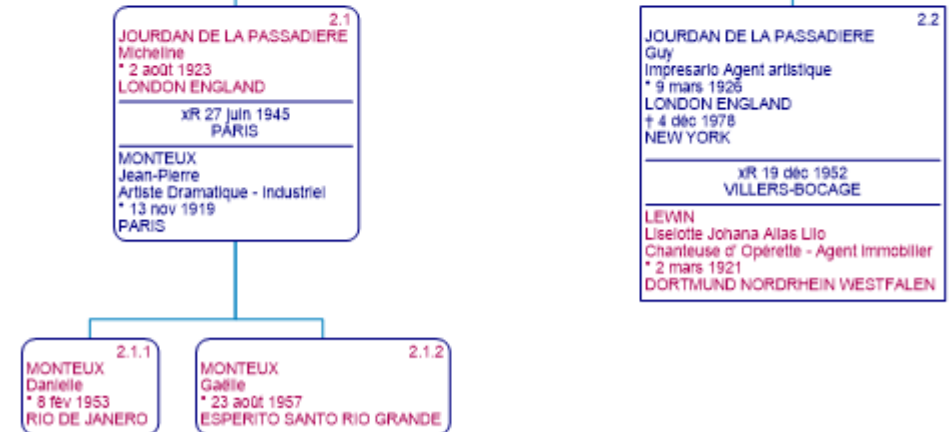 2.1
JOURDAN DE LA PASSADIERE
Micheline
* 2 août 1923
LONDON ENGLAND
xR 27 juin 1945
PARIS
MONTEUX
Jean-Pierre
Artiste Dramatique - Industriel
* 13 nov 1919
PARIS
2.2
JOURDAN DE LA PASSADIERE
Guy
Impresario Agent artistique
* 9 mars 1926
LONDON ENGLAND
† 4 déc 1978
NEW YORK
xR 19 déc 1952
VILLERS-BOCAGE
LEWIN
Liselotte Johana Alias Lilo
Chanteuse d' Opérette - Agent Immobilier
* 2 mars 1921
DORTMUND NORDRHEIN WESTFALEN
2.1.1
MONTEUX
Danielle
* 8 fév 1953
RIO DE JANERO
2.1.2
MONTEUX
Gaëlle
* 23 août 1957
ESPERITO SANTO RIO GRANDE